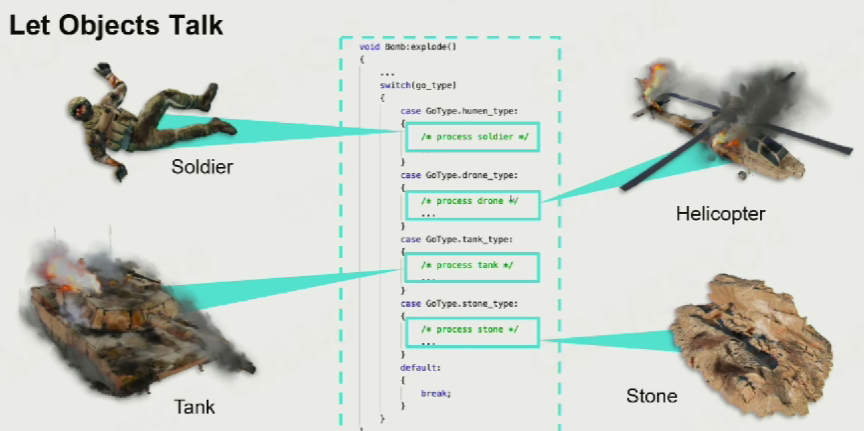 Let Objects Talk
void Bomb:explode()
{
...
switch(go_type)
{
case GoType.humen_type:
{
/* process soldier */
}
case GoType.drone_type:
{
/* process drone */
...
}
case GoType.tank_type:
{
/* process tank */
...
}
case GoType.stone_type:
{
/* process stone */
...
}
default:
{
break;
}
}
Soldier
Helicopter
Tank
Stone